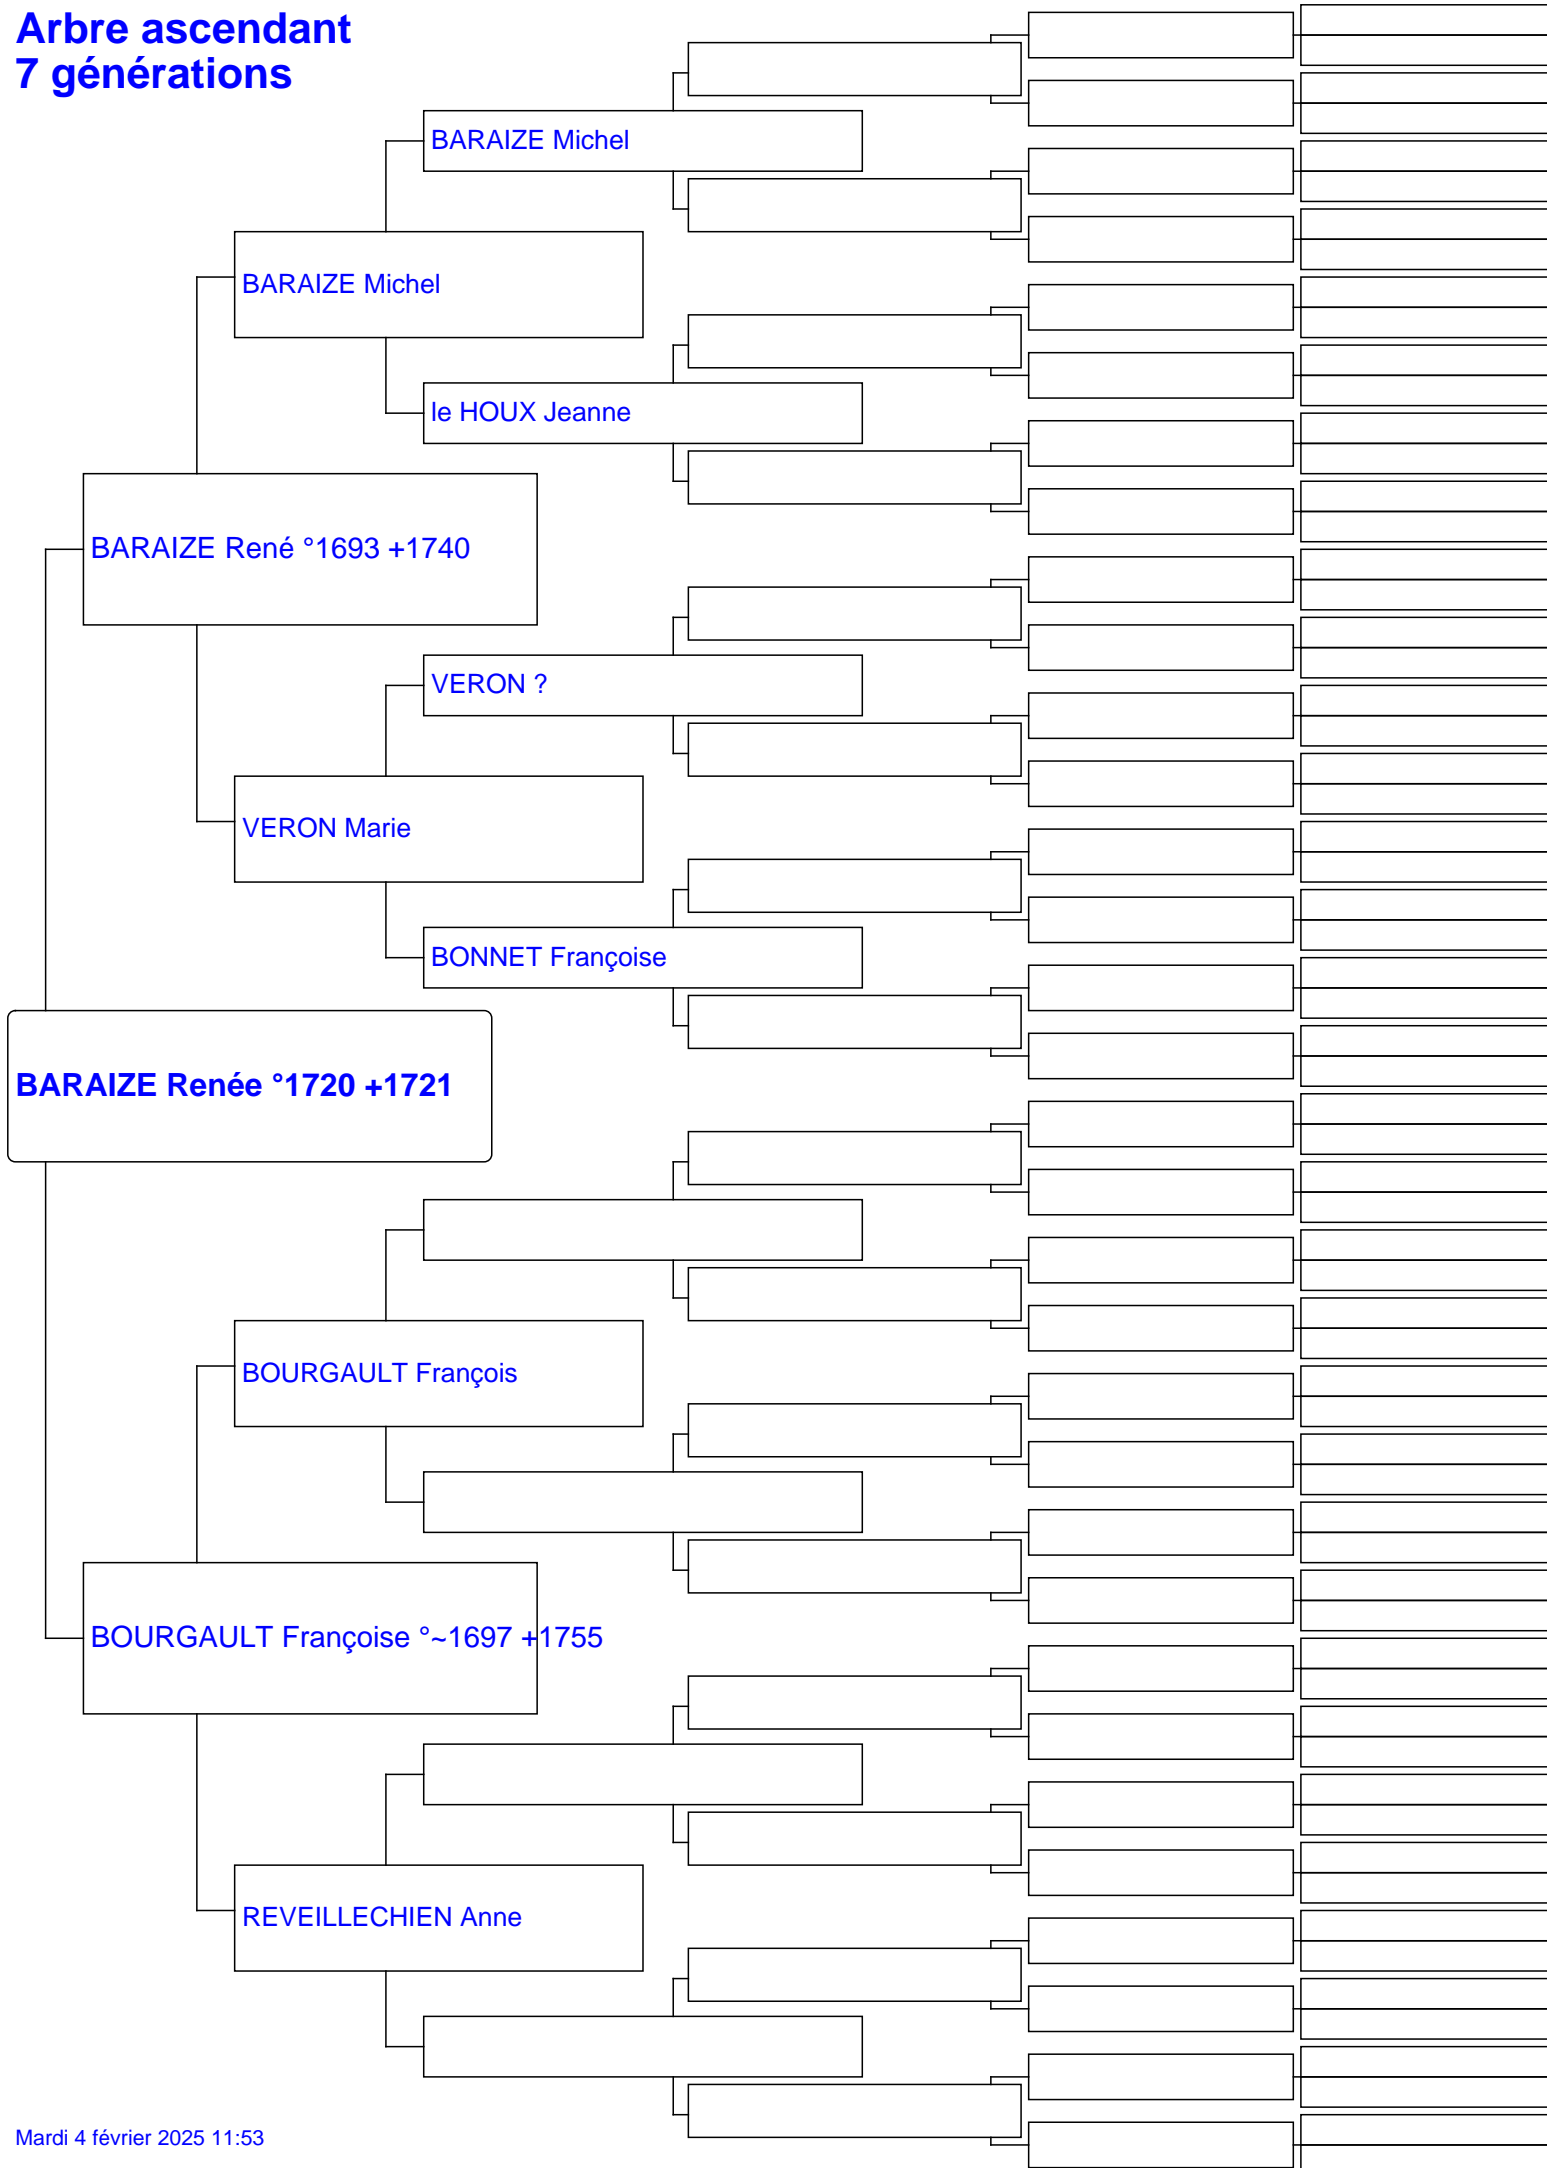 Arbre ascendant
7 générations
BARAIZE Michel
BARAIZE Michel
le HOUX Jeanne
BARAIZE René °1693 +1740
VERON ?
VERON Marie
BONNET Françoise
BARAIZE Renée °1720 +1721
BOURGAULT François
BOURGAULT Françoise °~1697 +1755
REVEILLECHIEN Anne
Mardi 4 février 2025 11:53